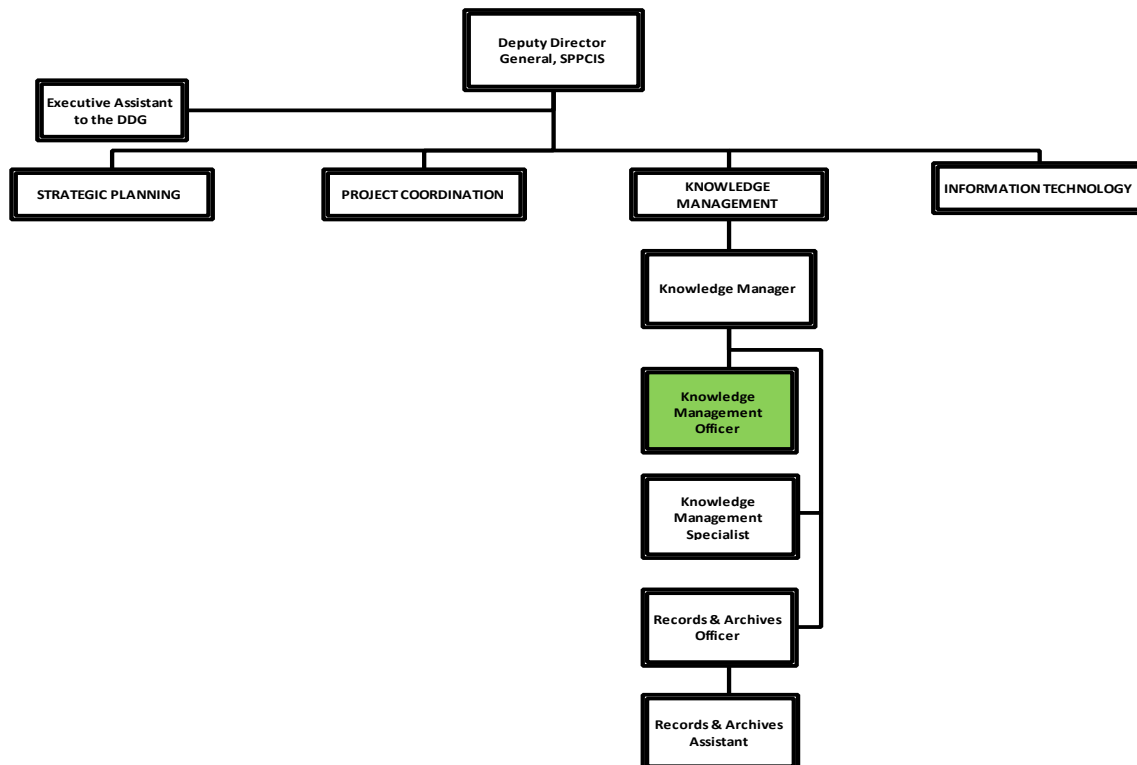 Deputy Director
General, SPPCIS
Executive Assistant
to the DDG
STRATEGIC PLANNING
PROJECT COORDINATION
KNOWLEDGE
MANAGEMENT
INFORMATION TECHNOLOGY
Knowledge Manager
Knowledge
Management
Officer
Knowledge
Management
Specialist
Records & Archives
Officer
Records & Archives
Assistant